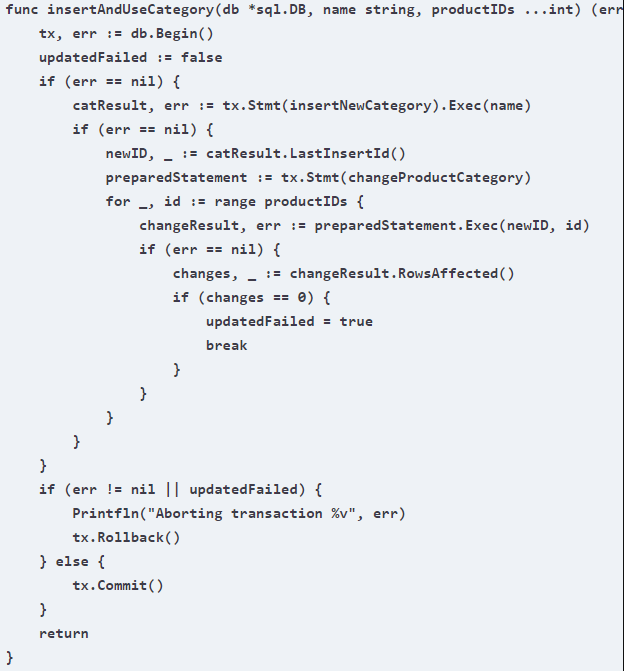 func insertAndUseCategory(db *sql.DB, name string, productIDs ...int) (err
    tx, err := db.Begin()
    updatedFailed := false
    if (err == nil) {
        catResult, err := tx.Stmt(insertNewCategory).Exec(name)
        if (err == nil) {
            newID, _ := catResult.LastInsertId()
            preparedStatement := tx.Stmt(changeProductCategory)
            for _, id := range productIDs {
                changeResult, err := preparedStatement.Exec(newID, id)
                if (err == nil) {
                    changes, _ := changeResult.RowsAffected()
                    if (changes == 0) {
                        updatedFailed = true
                        break
                    }
                }
            }
        }
    }
    if (err != nil || updatedFailed) {
        Printfln("Aborting transaction %v", err)
        tx.Rollback()
    } else {
        tx.Commit()
    }
    return
}